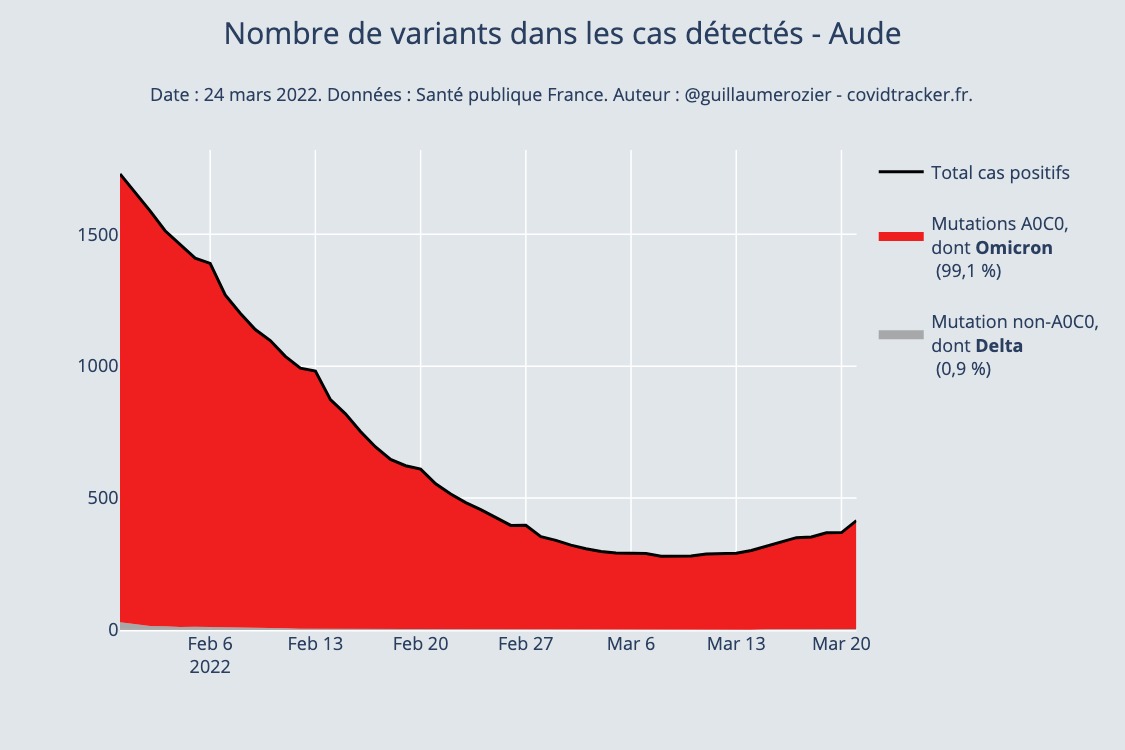 Nombre de variants dans les cas détectés - Aude
Date : 24 mars 2022. Données : Santé publique France. Auteur : @guillaumerozier - covidtracker.fr.
Total cas positifs
Mutations A0C0,
dont Omicron
(99,1 %)
Mutation non-A0C0,
dont Delta
(0,9 %)
1500
1000
500
0
Feb 6 Feb 13 Feb 20 Feb 27 Mar 6 Mar 13 Mar 20
2022